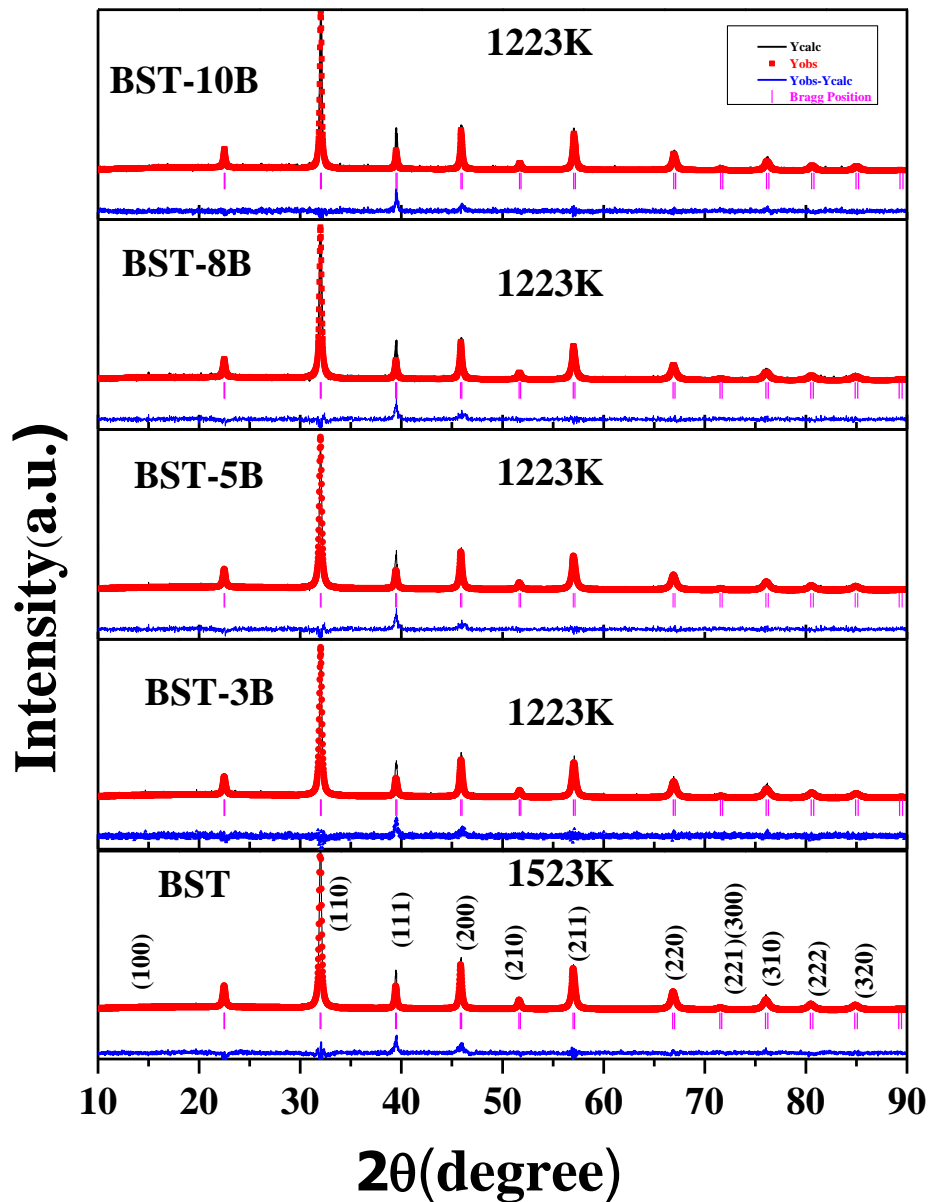 1223K
BST-10B
Ycalc
Yobs
Yobs-Ycalc
Bragg Position
BST-8B
1223K
BST-5B
1223K
BST-3B
1223K
BST
1523K
(100)
(110)
(111)
(200)
(210)
(211)
(220)
(221)(300)
(310)
(222)
(320)
10 20 30 40 50 60 70 80 90
2θ(degree)
Intensity(a.u.)